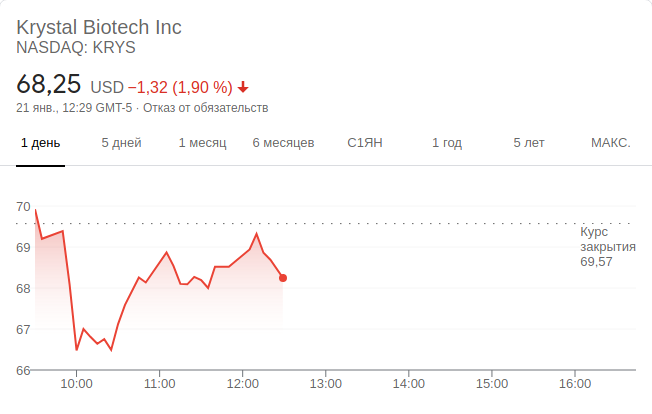 Krystal Biotech Inc
NASDAQ: KRYS
68,25 USD −1,32 (1,90 %)
21 янв., 12:29 GMT-5 · Отказ от обязательств
1 день 5 дней 1 месяц 6 месяцев С1ЯН 1 год 5 лет МАКС.
70
Курс
закрытия
69,57
69
68
67
66
10:00 11:00 12:00 13:00 14:00 15:00 16:00